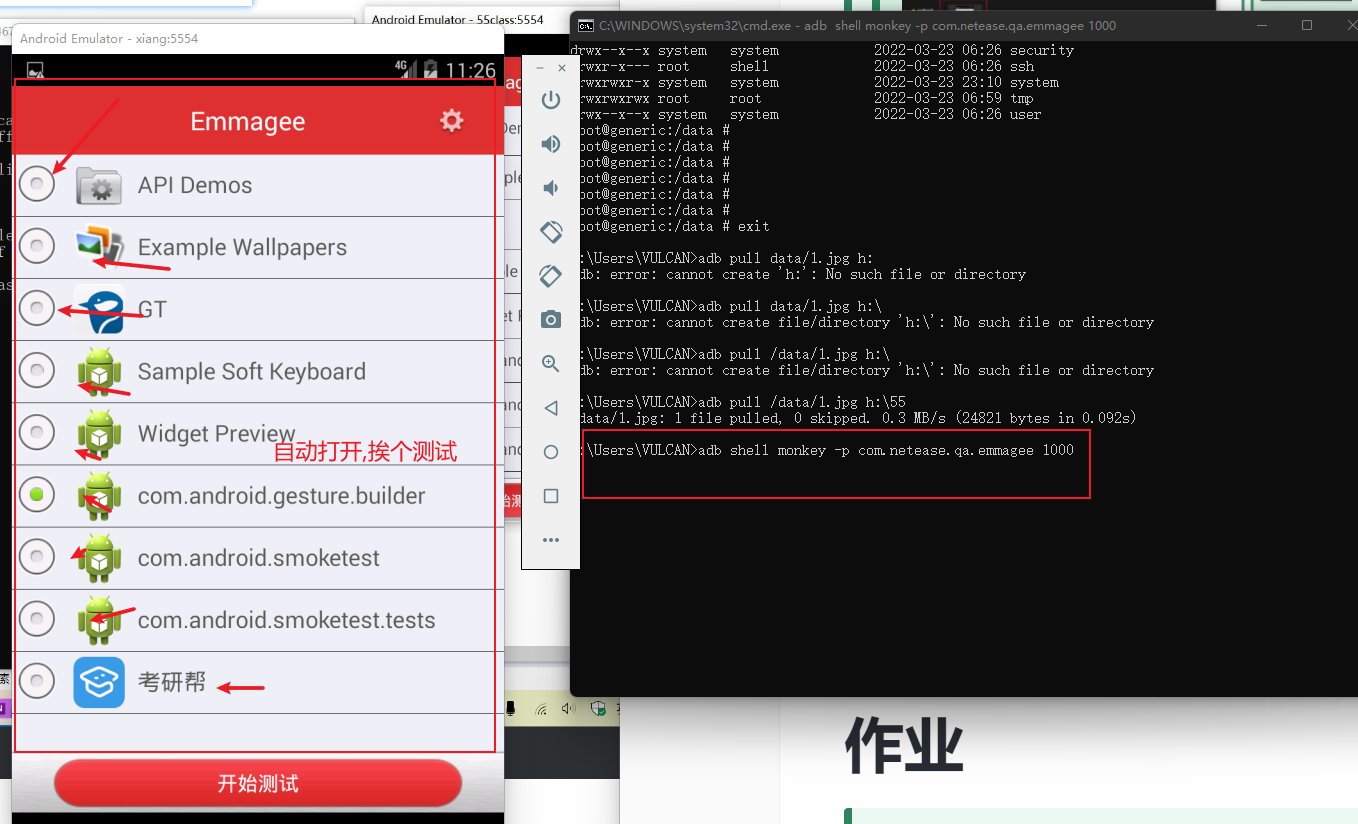 Android Emulator - 55class:5554
Android Emulator - xiang:5554
4G 11:26
Emmagee
API Demos
Example Wallpapers
GT
Sample Soft Keyboard
Widget Preview
自动打开,挨个测试
com.android.gesture.builder
com.android.smoketest
com.android.smoketest.tests
考研帮
开始测试
C:\WINDOWS\system32\cmd.exe - adb shell monkey -p com.netease.qa.emmagee 1000
drwx--x--x system system 2022-03-23 06:26 security
rwxr-x--- root shell 2022-03-23 06:26 ssh
rwxrwxr-x system system 2022-03-23 23:10 system
rwxrwxrwx root root 2022-03-23 06:59 tmp
rwx--x--x system system 2022-03-23 06:26 user
oot@generic:/data #
oot@generic:/data #
oot@generic:/data #
oot@generic:/data #
oot@generic:/data #
oot@generic:/data #
oot@generic:/data # exit
:\Users\VULCAN>adb pull data/1.jpg h:
db: error: cannot create 'h:': No such file or directory
:\Users\VULCAN>adb pull data/1.jpg h:\
db: error: cannot create file/directory 'h:\': No such file or directory
:\Users\VULCAN>adb pull /data/1.jpg h:\
db: error: cannot create file/directory 'h:\': No such file or directory
:\Users\VULCAN>adb pull /data/1.jpg h:\55
data/1.jpg: 1 file pulled, 0 skipped. 0.3 MB/s (24821 bytes in 0.092s)
:\Users\VULCAN>adb shell monkey -p com.netease.qa.emmagee 1000
作业